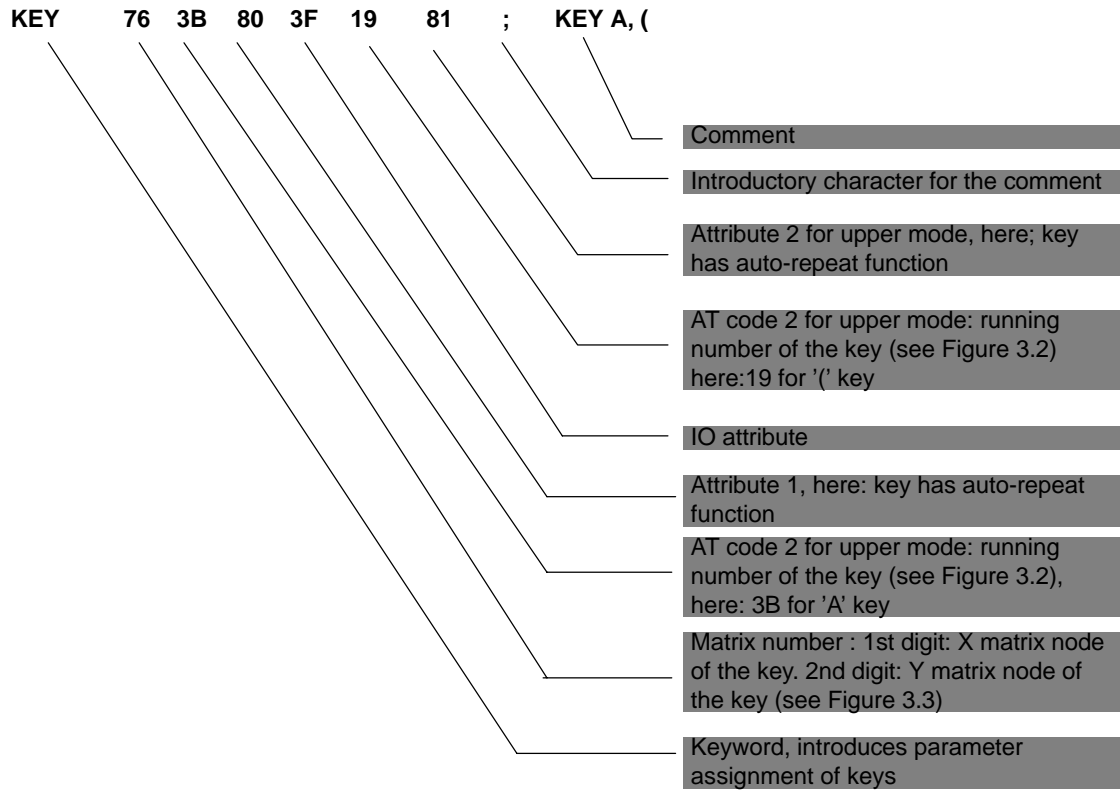 KEY 76 3B 80 3F 19 81 ; KEY A, (
Comment
Introductory character for the comment
Attribute 2 for upper mode, here; key
has auto-repeat function
AT code 2 for upper mode: running
number of the key (see Figure 3.2)
here:19 for ’(‘ key
IO attribute
Attribute 1, here: key has auto-repeat
function
AT code 2 for upper mode: running
number of the key (see Figure 3.2),
here: 3B for ’A’ key
Matrix number : 1st digit: X matrix node
of the key. 2nd digit: Y matrix node of
the key (see Figure 3.3)
Keyword, introduces parameter
assignment of keys